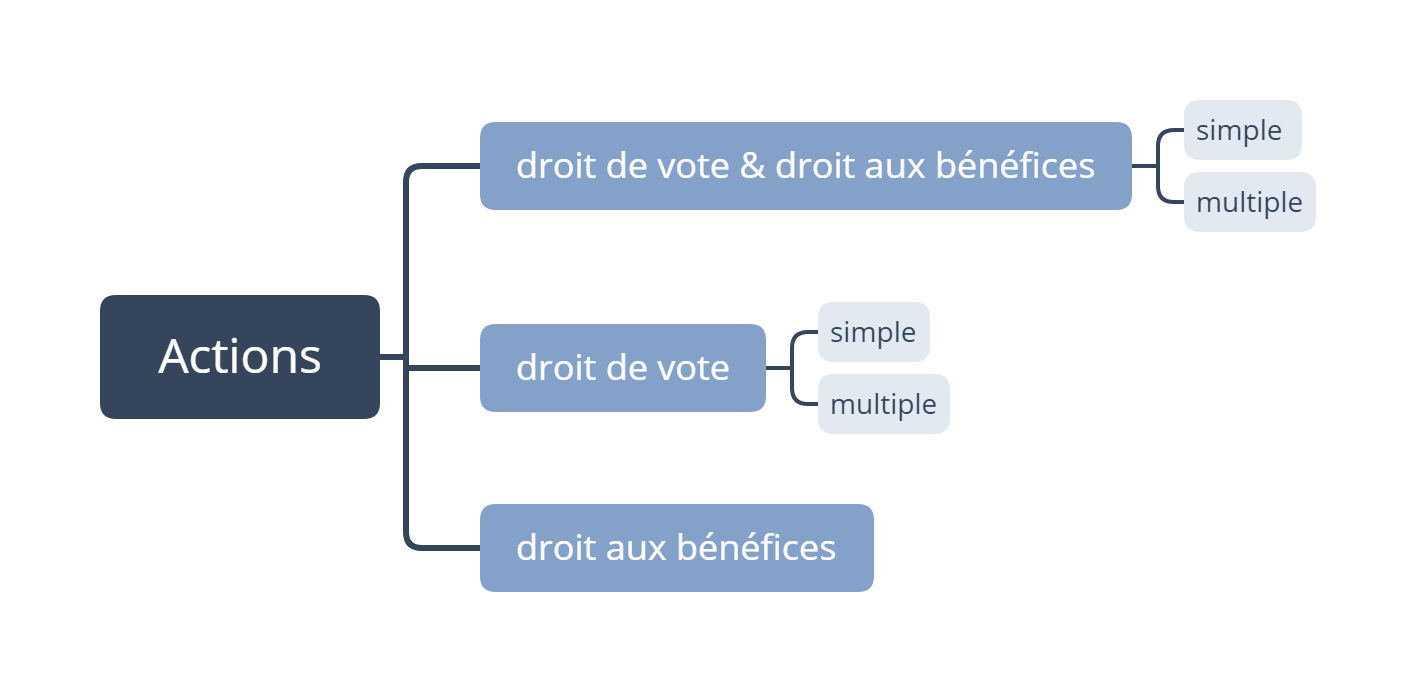 Actions
droit de vote & droit aux bénéfices
simple
multiple
droit de vote
simple
multiple
droit aux bénéfices